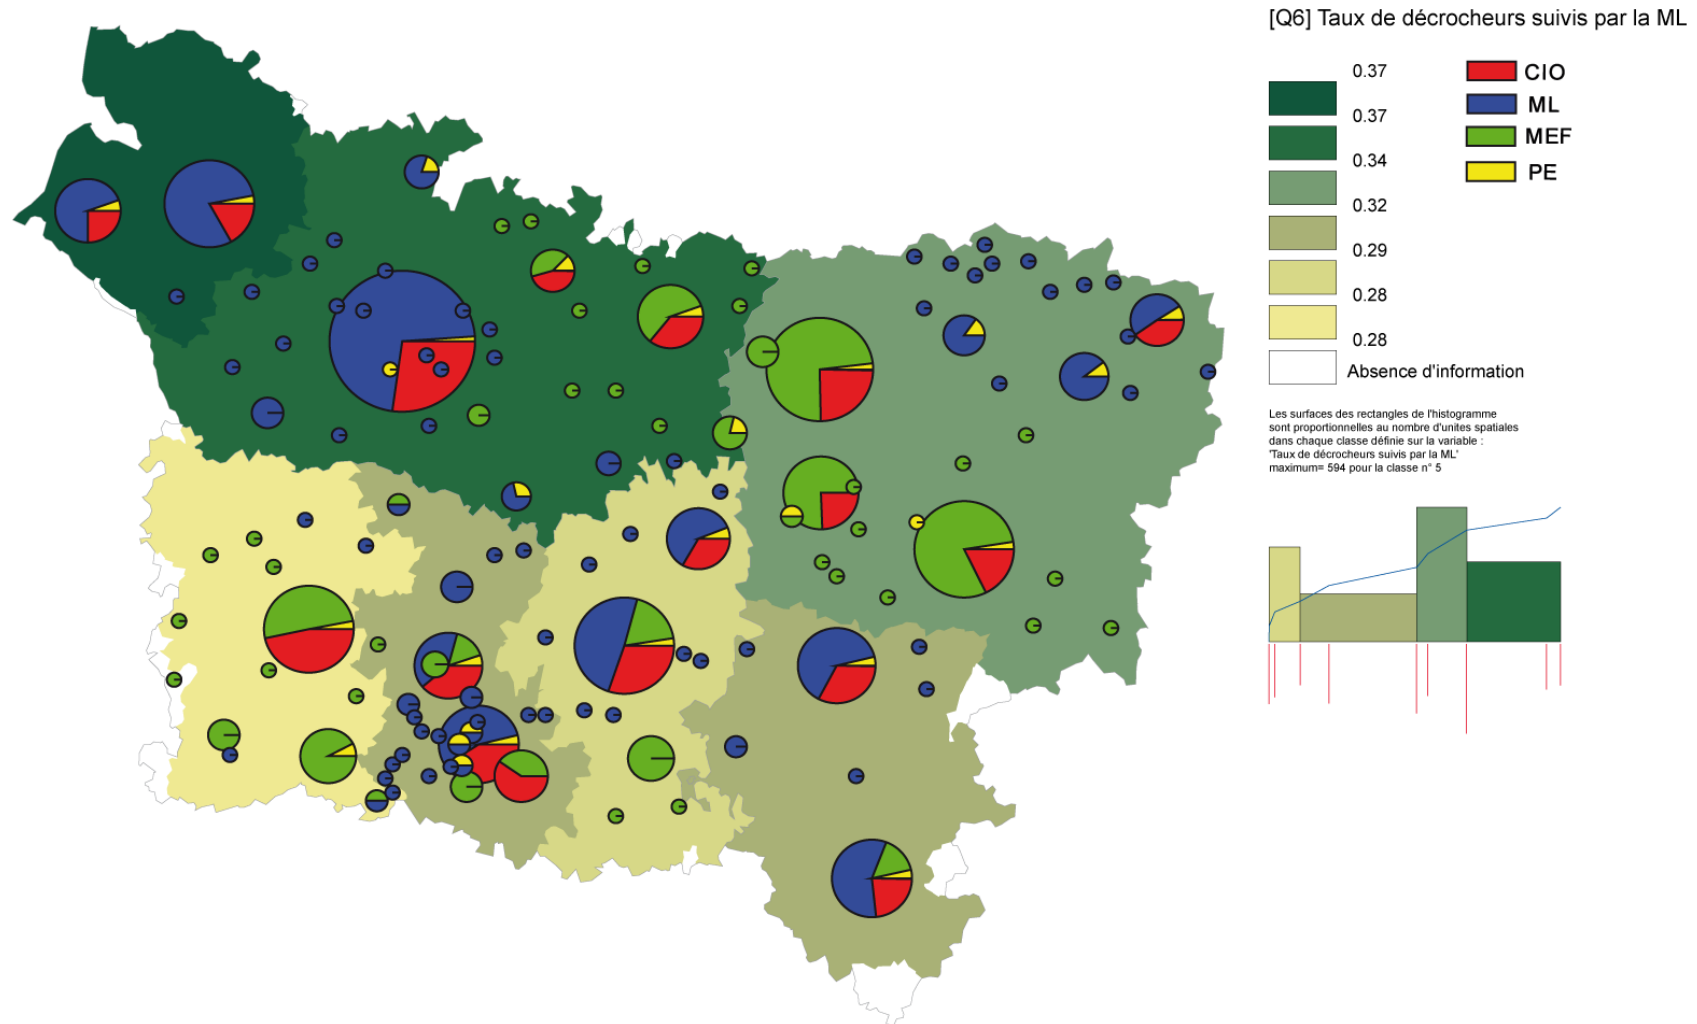 [Q6] Taux de décrocheurs suivis par la ML
0.37
0.37
0.34
0.32
0.29
0.28
0.28
Absence d'information
CIO
ML
MEF
PE
Les surfaces des rectangles de l'histogramme
sont proportionnelles au nombre d'unites spatiales
dans chaque classe définie sur la variable :
'Taux de décrocheurs suivis par la ML'
maximum= 594 pour la classe n° 5